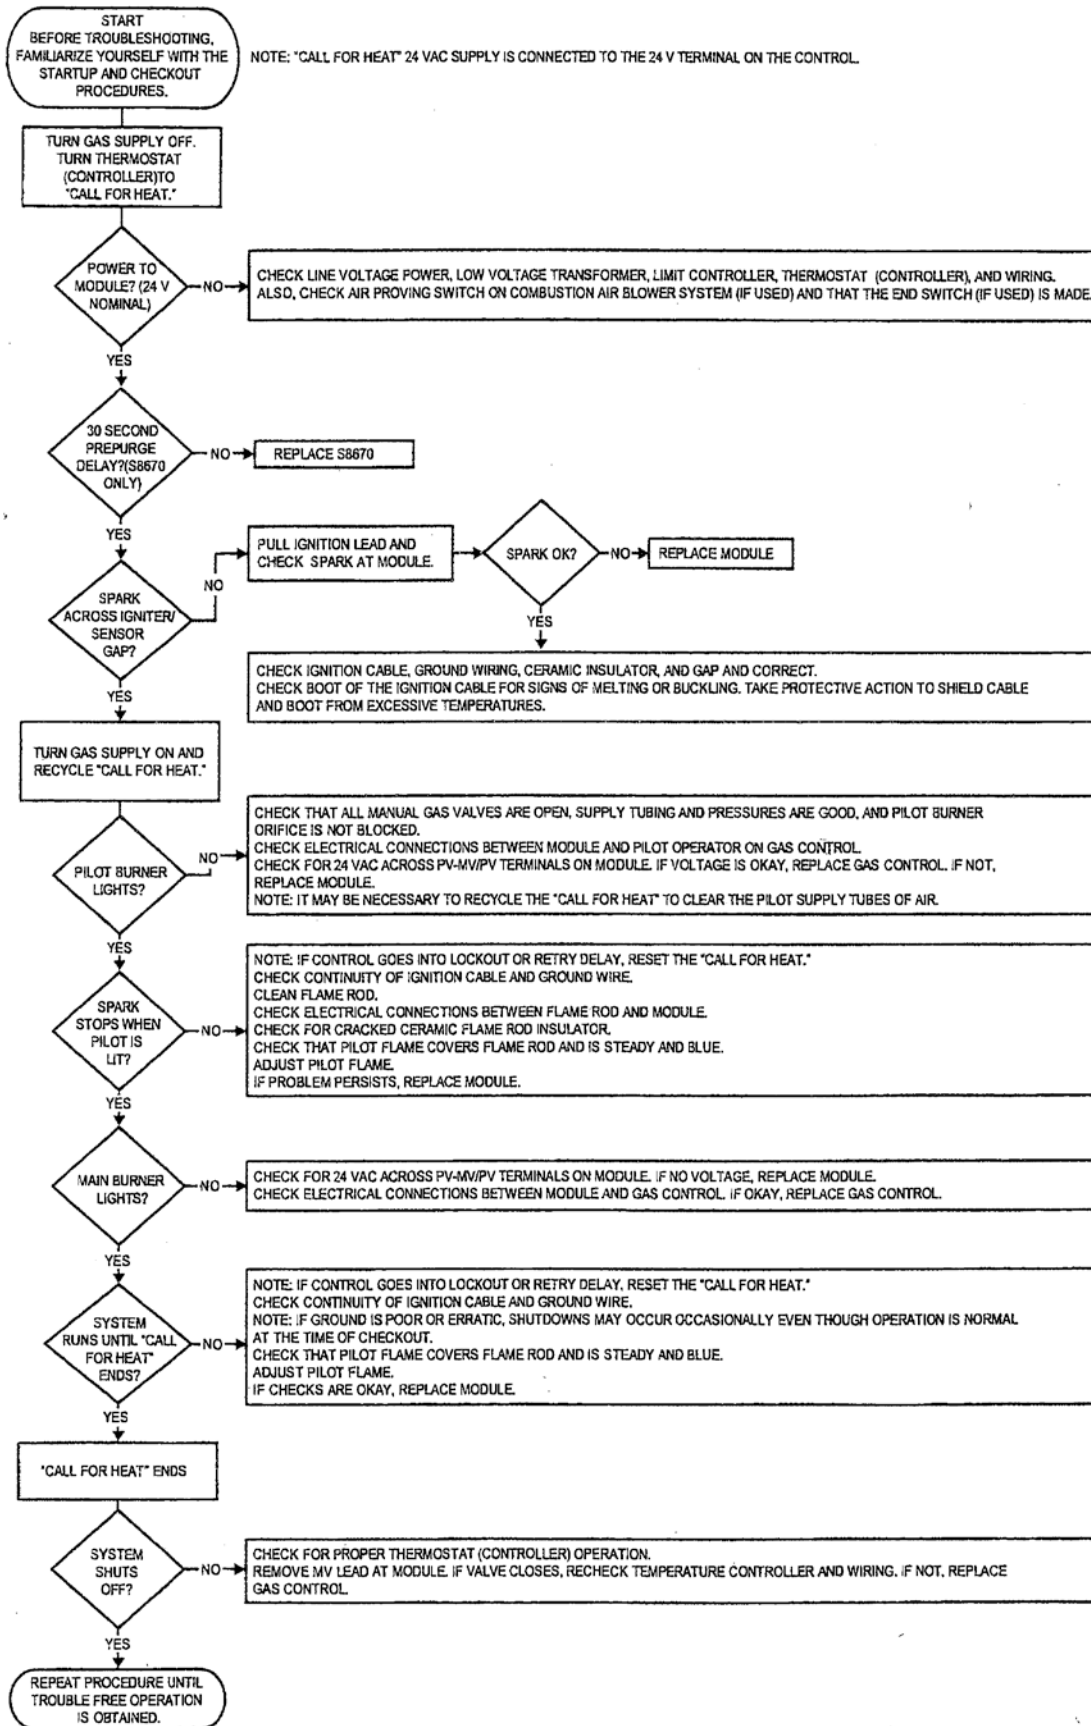 START
BEFORE TROUBLESHOOTING,
FAMILIARIZE YOURSELF WITH THE
STARTUP AND CHECKOUT
PROCEDURES.
NOTE: "CALL FOR HEAT" 24 VAC SUPPLY IS CONNECTED TO THE 24 V TERMINAL ON THE CONTROL.
TURN GAS SUPPLY OFF.
TURN THERMOSTAT
(CONTROLLER)TO
"CALL FOR HEAT."
POWER TO
MODULE? (24 V
NOMINAL)
NO
CHECK LINE VOLTAGE POWER, LOW VOLTAGE TRANSFORMER, LIMIT CONTROLLER, THERMOSTAT (CONTROLLER), AND WIRING.
ALSO, CHECK AIR PROVING SWITCH ON COMBUSTION AIR BLOWER SYSTEM (IF USED) AND THAT THE END SWITCH (IF USED) IS MADE.
YES
30 SECOND
PREPURGE
DELAY?(S8670
ONLY)
NO
REPLACE S8670
YES
SPARK
ACROSS IGNITER/
SENSOR
GAP?
NO
PULL IGNITION LEAD AND
CHECK SPARK AT MODULE.
SPARK OK?
NO
REPLACE MODULE
YES
CHECK IGNITION CABLE, GROUND WIRING, CERAMIC INSULATOR, AND GAP AND CORRECT.
CHECK BOOT OF THE IGNITION CABLE FOR SIGNS OF MELTING OR BUCKLING. TAKE PROTECTIVE ACTION TO SHIELD CABLE
AND BOOT FROM EXCESSIVE TEMPERATURES.
YES
TURN GAS SUPPLY ON AND
RECYCLE "CALL FOR HEAT."
PILOT BURNER
LIGHTS?
NO
CHECK THAT ALL MANUAL GAS VALVES ARE OPEN, SUPPLY TUBING AND PRESSURES ARE GOOD, AND PILOT BURNER
ORIFICE IS NOT BLOCKED.
CHECK ELECTRICAL CONNECTIONS BETWEEN MODULE AND PILOT OPERATOR ON GAS CONTROL.
CHECK FOR 24 VAC ACROSS PV-MV/PV TERMINALS ON MODULE. IF VOLTAGE IS OKAY, REPLACE GAS CONTROL. IF NOT,
REPLACE MODULE.
NOTE: IT MAY BE NECESSARY TO RECYCLE THE "CALL FOR HEAT" TO CLEAR THE PILOT SUPPLY TUBES OF AIR.
YES
SPARK
STOPS WHEN
PILOT IS
LIT?
NO
NOTE: IF CONTROL GOES INTO LOCKOUT OR RETRY DELAY, RESET THE "CALL FOR HEAT."
CHECK CONTINUITY OF IGNITION CABLE AND GROUND WIRE.
CLEAN FLAME ROD.
CHECK ELECTRICAL CONNECTIONS BETWEEN FLAME ROD AND MODULE.
CHECK FOR CRACKED CERAMIC FLAME ROD INSULATOR.
CHECK THAT PILOT FLAME COVERS FLAME ROD AND IS STEADY AND BLUE.
ADJUST PILOT FLAME.
IF PROBLEM PERSISTS, REPLACE MODULE.
YES
MAIN BURNER
LIGHTS?
NO
CHECK FOR 24 VAC ACROSS PV-MV/PV TERMINALS ON MODULE. IF NO VOLTAGE, REPLACE MODULE.
CHECK ELECTRICAL CONNECTIONS BETWEEN MODULE AND GAS CONTROL. IF OKAY, REPLACE GAS CONTROL.
YES
SYSTEM
RUNS UNTIL "CALL
FOR HEAT"
ENDS?
NO
NOTE: IF CONTROL GOES INTO LOCKOUT OR RETRY DELAY, RESET THE "CALL FOR HEAT."
CHECK CONTINUITY OF IGNITION CABLE AND GROUND WIRE.
NOTE: IF GROUND IS POOR OR ERRATIC, SHUTDOWNS MAY OCCUR OCCASIONALLY EVEN THOUGH OPERATION IS NORMAL
AT THE TIME OF CHECKOUT.
CHECK THAT PILOT FLAME COVERS FLAME ROD AND IS STEADY AND BLUE.
ADJUST PILOT FLAME.
IF CHECKS ARE OKAY, REPLACE MODULE.
YES
"CALL FOR HEAT" ENDS
SYSTEM
SHUTS
OFF?
NO
CHECK FOR PROPER THERMOSTAT (CONTROLLER) OPERATION.
REMOVE MV LEAD AT MODULE. IF VALVE CLOSES, RECHECK TEMPERATURE CONTROLLER AND WIRING. IF NOT, REPLACE
GAS CONTROL.
YES
REPEAT PROCEDURE UNTIL
TROUBLE FREE OPERATION
IS OBTAINED.